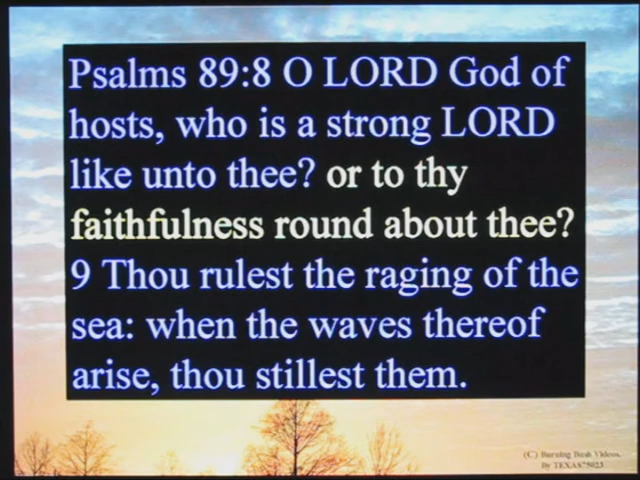 Psalms 89:8 O LORD God of
hosts, who is a strong LORD
like unto thee? or to thy
faithfulness round about thee?
9 Thou rulest the raging of the
sea: when the waves thereof
arise, thou stillest them.
(C) Burning Bush Videos.
By TEXAS75023